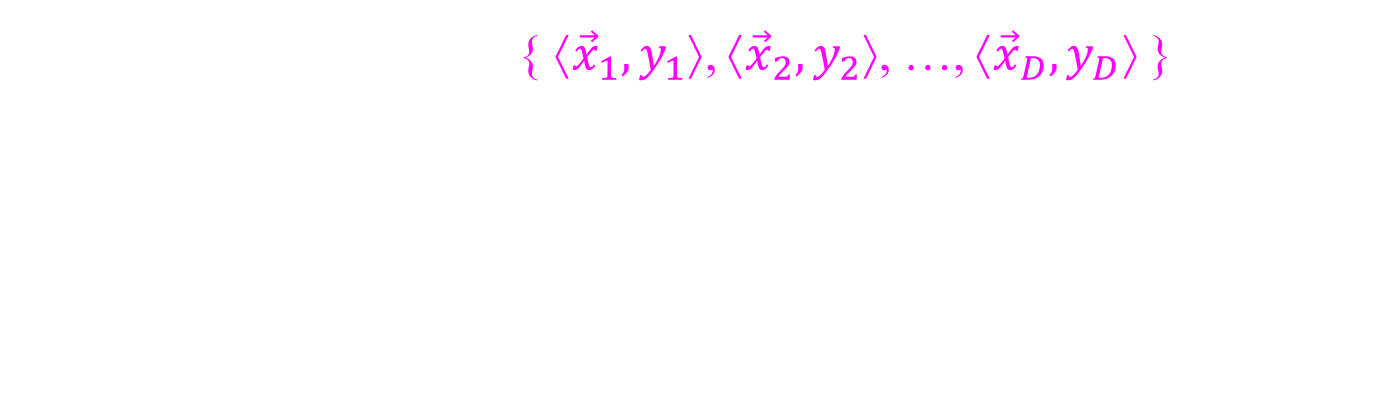 { ⟨x⃗₁, y₁⟩, ⟨x⃗₂, y₂⟩, …, ⟨x⃗_D, y_D⟩ }